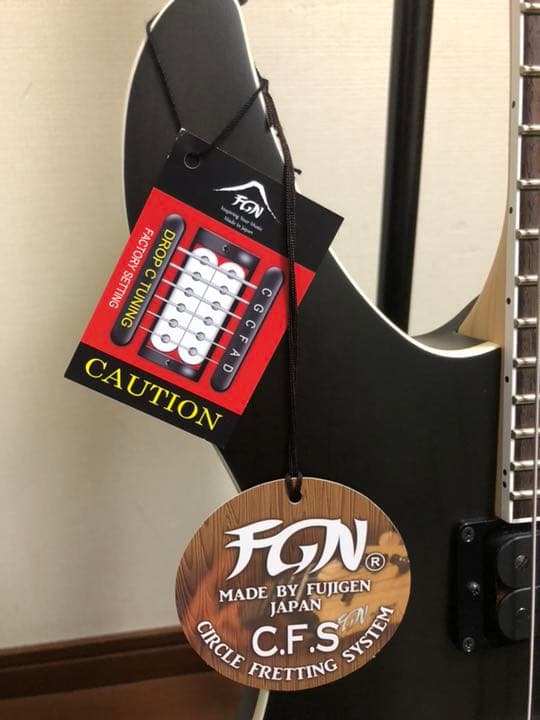 FGN
Inspiring Your Music
Made in Japan
DROP C TUNING
FACTORY SETTING
C G C F A D
CAUTION
FGN ®
MADE BY FUJIGEN
JAPAN
C.F.S
FGN
CIRCLE FRETTING SYSTEM